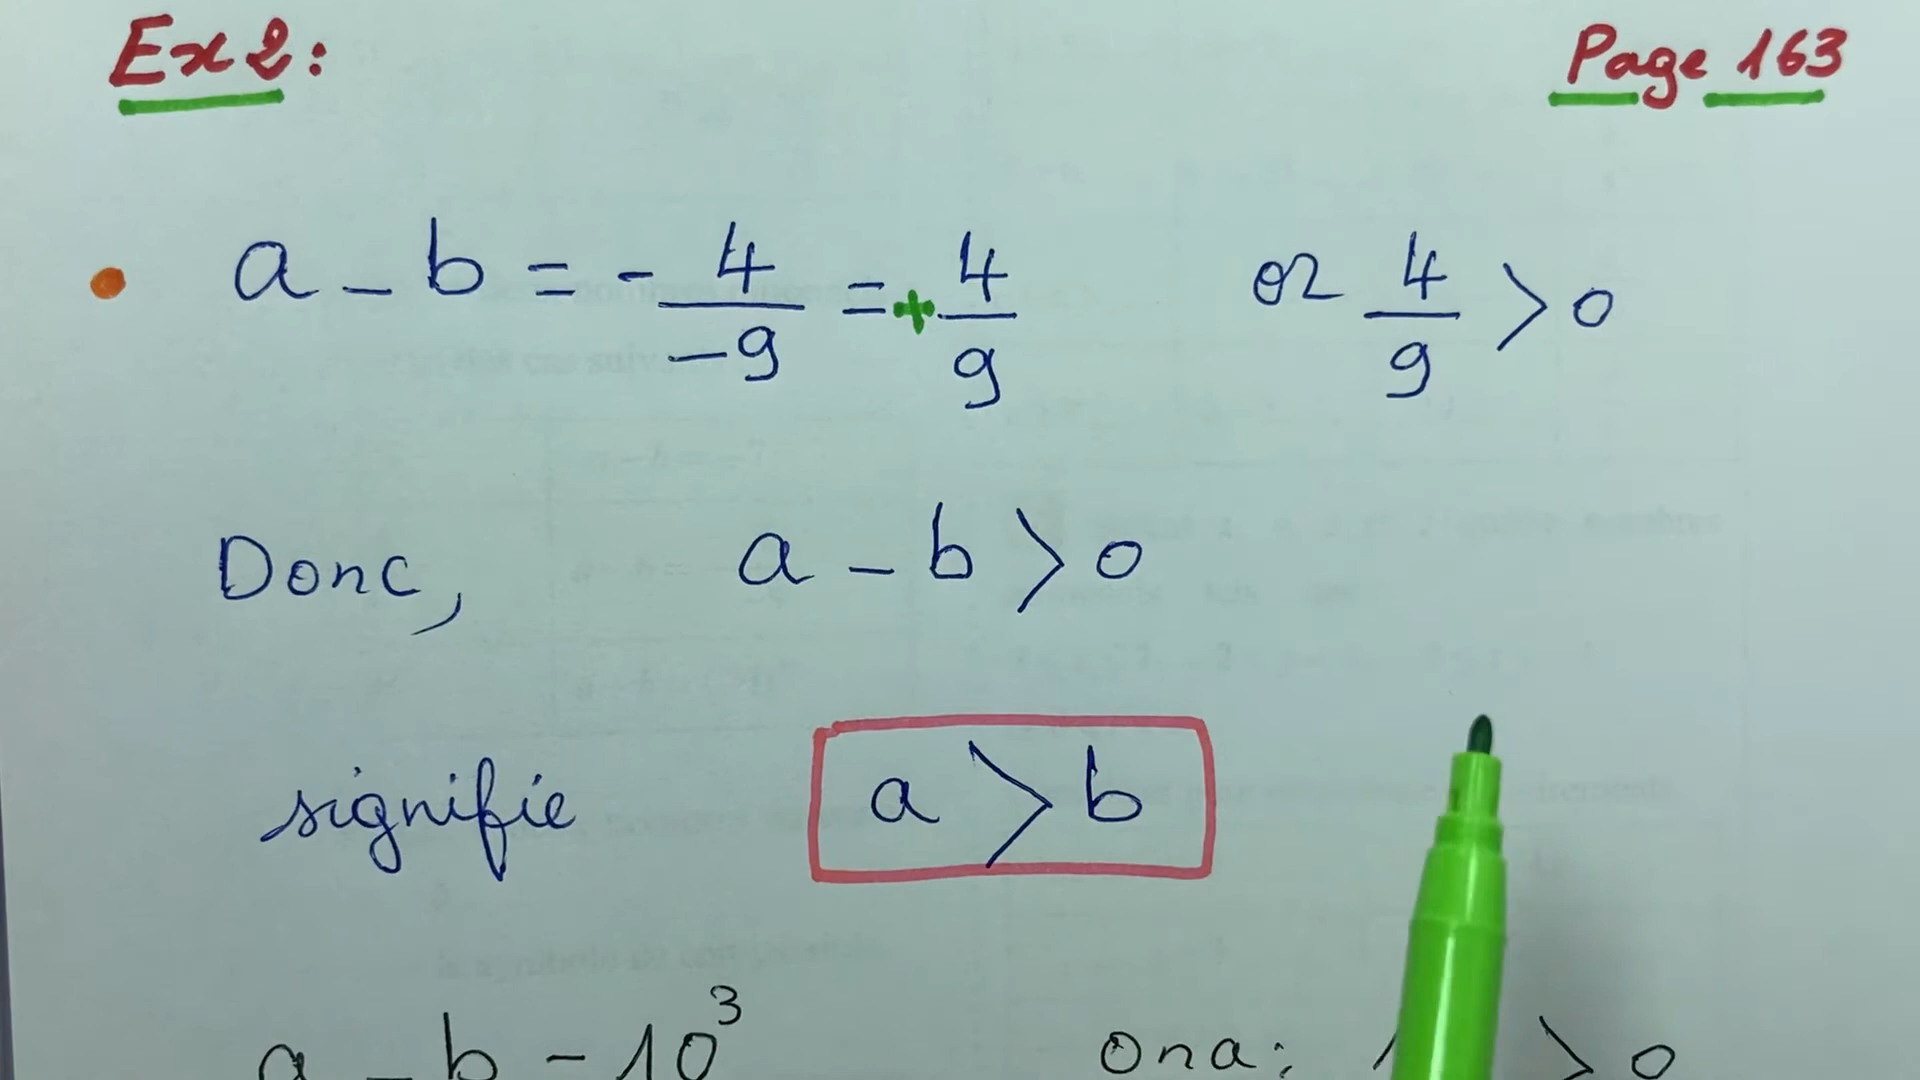 Ex 2: Page 163
a - b = - 4/-9 = + 4/9 or 4/9 > 0
Donc, a - b > 0
signifie a > b
a - b = 10³ on a : > 0